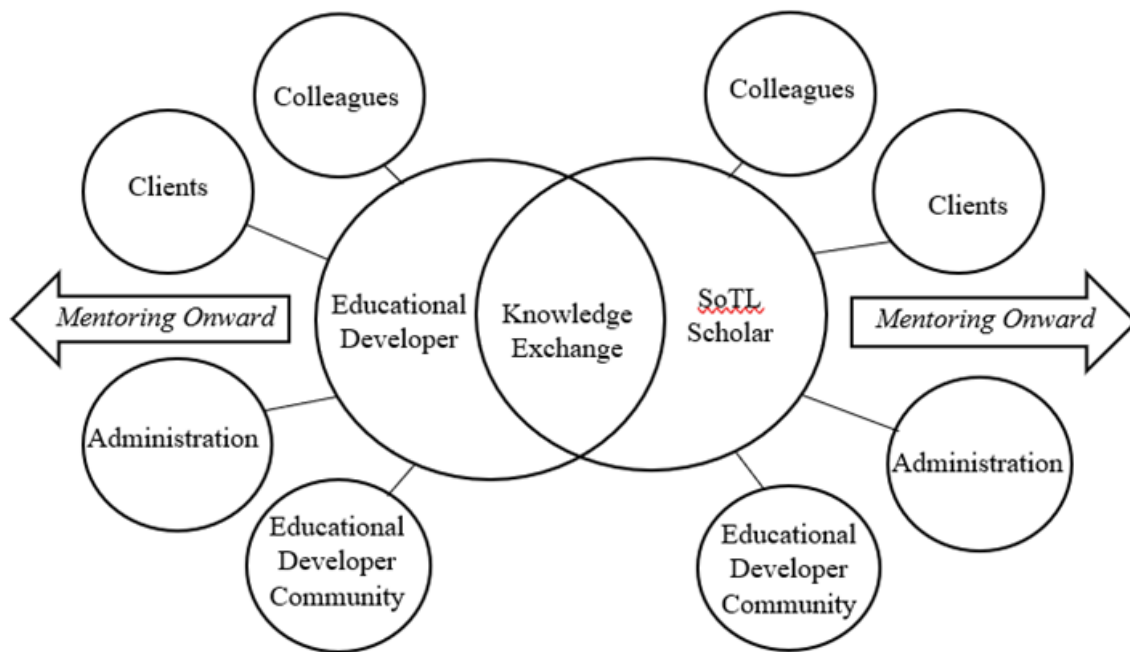 Colleagues
Colleagues
Clients
Clients
Mentoring Onward
Educational
Developer
Knowledge
Exchange
SoTL
Scholar
Mentoring Onward
Administration
Administration
Educational
Developer
Community
Educational
Developer
Community